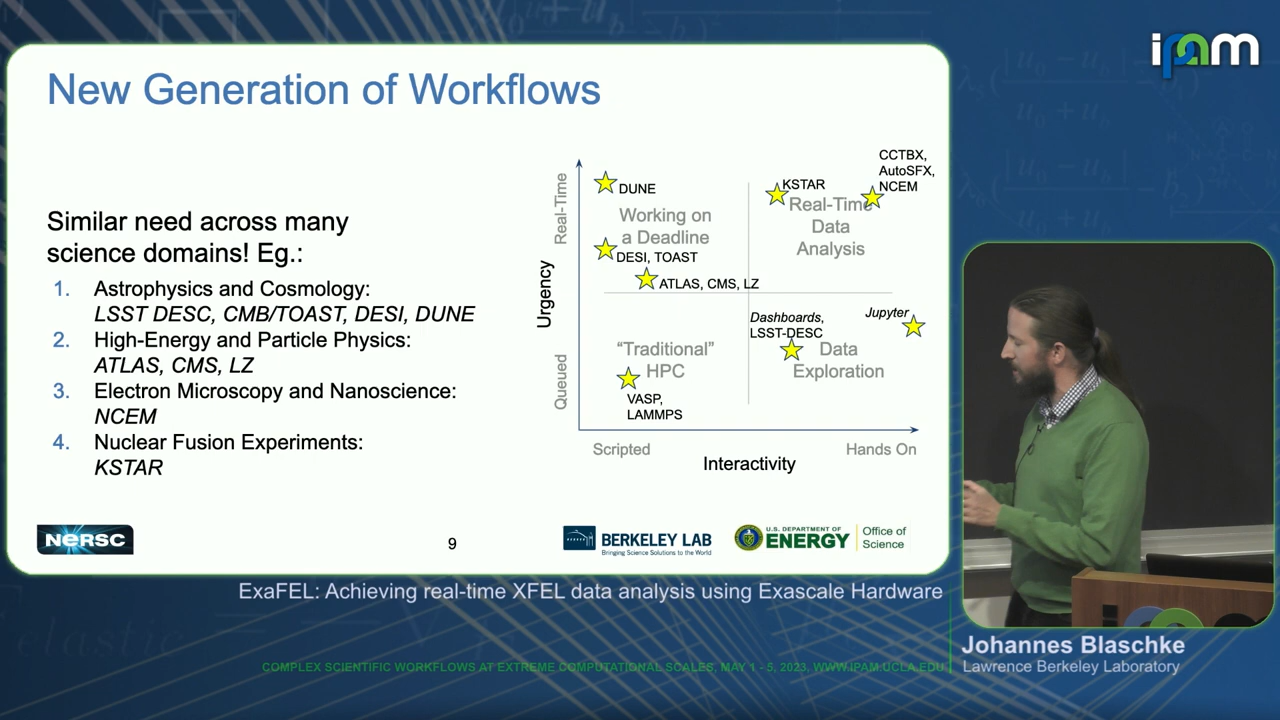 ipam
New Generation of Workflows
Similar need across many
science domains! Eg.:
1. Astrophysics and Cosmology:
LSST DESC, CMB/TOAST, DESI, DUNE
2. High-Energy and Particle Physics:
ATLAS, CMS, LZ
3. Electron Microscopy and Nanoscience:
NCEM
4. Nuclear Fusion Experiments:
KSTAR
Urgency
Real-Time
Queued
DUNE
Working on
a Deadline
DESI, TOAST
ATLAS, CMS, LZ
KSTAR
CCTBX,
AutoSFX,
NCEM
Real-Time
Data
Analysis
"Traditional"
HPC
VASP,
LAMMPS
Dashboards,
LSST-DESC
Jupyter
Data
Exploration
Scripted
Hands On
Interactivity
NERSC
9
BERKELEY LAB
Bringing Science Solutions to the World
U.S. DEPARTMENT OF
ENERGY
Office of
Science
ExaFEL: Achieving real-time XFEL data analysis using Exascale Hardware
Johannes Blaschke
Lawrence Berkeley Laboratory
COMPLEX SCIENTIFIC WORKFLOWS AT EXTREME COMPUTATIONAL SCALES, MAY 1 - 5, 2023, WWW.IPAM.UCLA.EDU
elastic